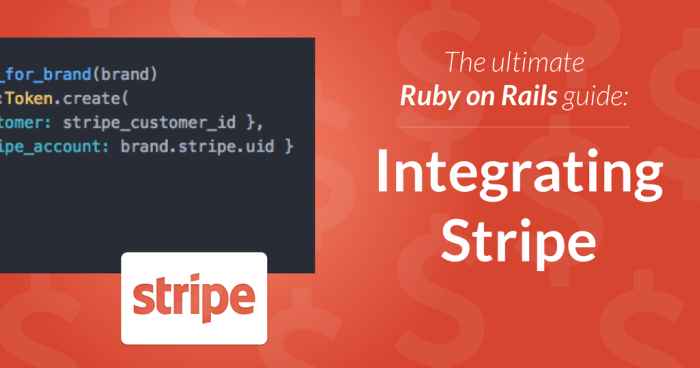 _for_brand(brand)
:Token.create(
tomer: stripe_customer_id },
ipe_account: brand.stripe.uid }
stripe
The ultimate
Ruby on Rails guide:
Integrating
Stripe